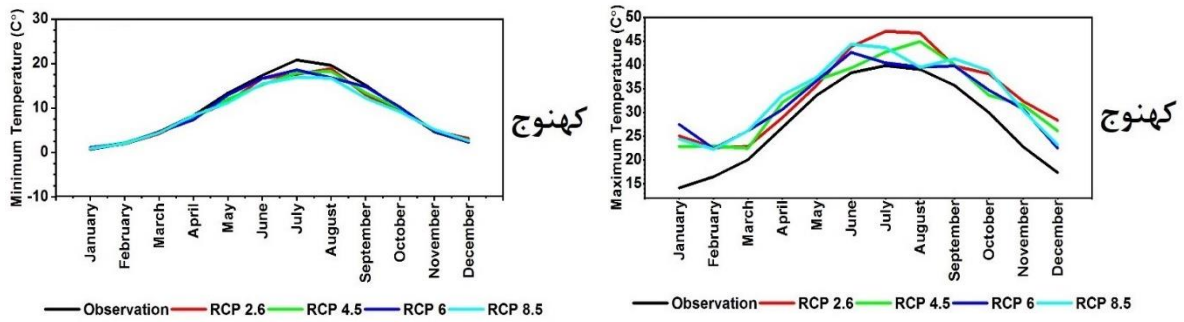 Minimum Temperature (C°)
30
20
10
0
-10
January
February
March
April
May
June
July
August
September
October
November
December
Observation RCP 2.6 RCP 4.5 RCP 6 RCP 8.5
کهنوج
Maximum Temperature (C°)
50
45
40
35
30
25
20
15
January
February
March
April
May
June
July
August
September
October
November
December
Observation RCP 2.6 RCP 4.5 RCP 6 RCP 8.5
کهنوج